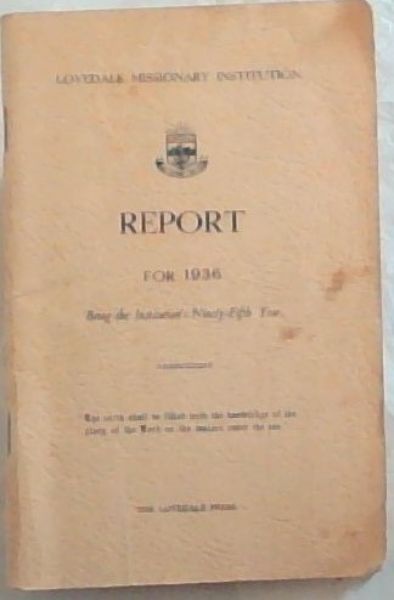 LOVEDALE MISSIONARY INSTITUTION
REPORT
FOR 1936
Being the Institution's Ninety-Fifth Year
The earth shall be filled with the knowledge of the
glory of the Lord as the waters cover the sea
THE LOVEDALE PRESS